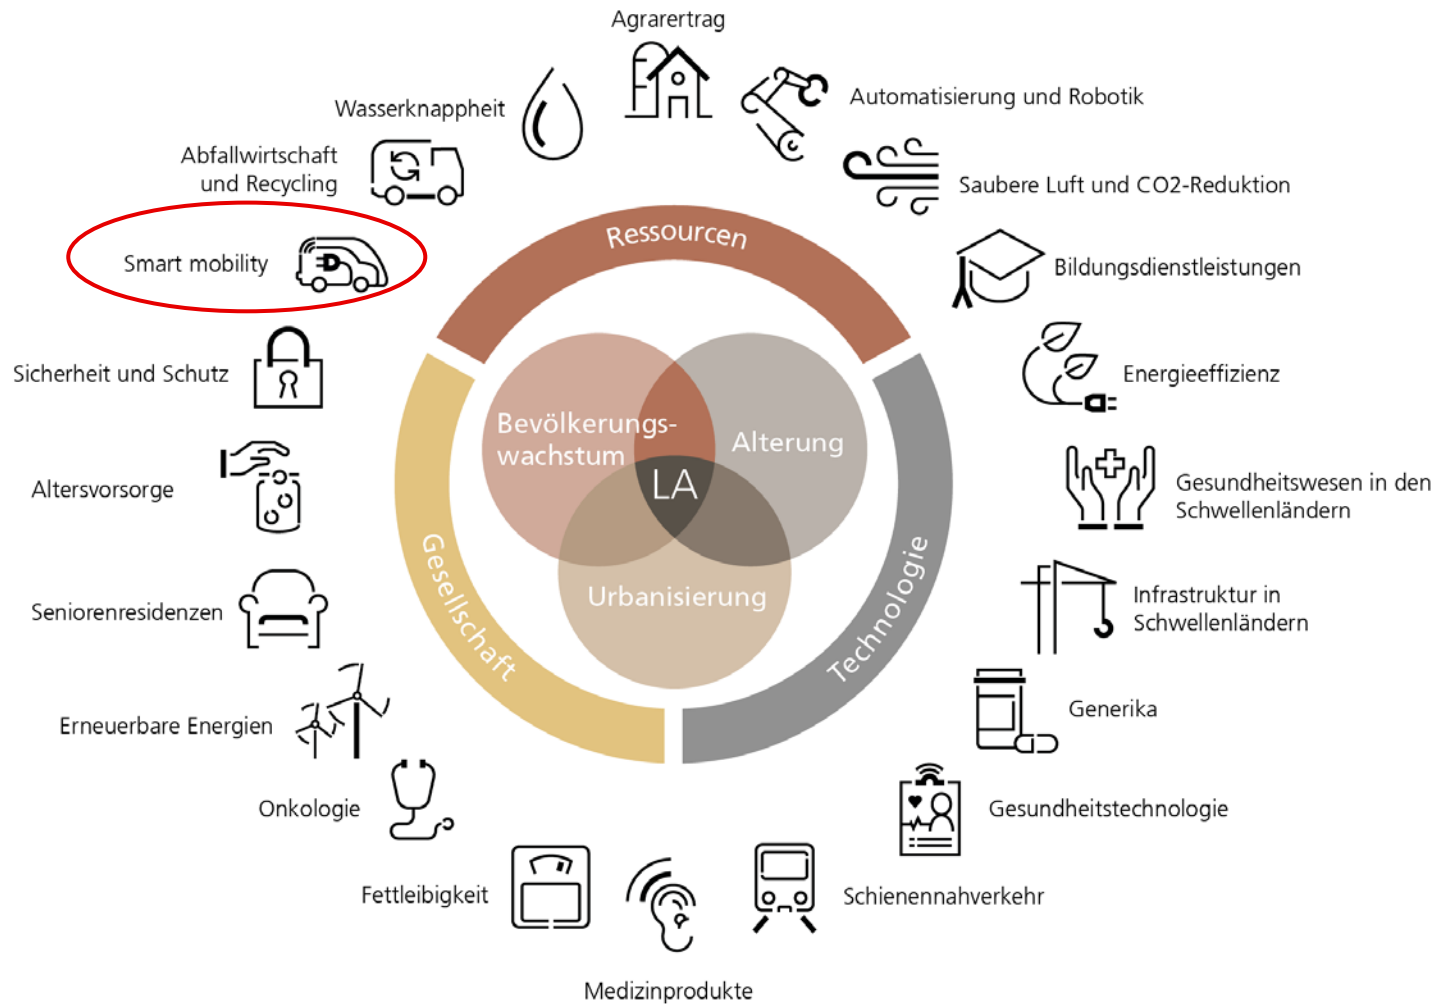 Agrarertrag
Automatisierung und Robotik
Saubere Luft und CO2-Reduktion
Bildungsdienstleistungen
Energieeffizienz
Gesundheitswesen in den
Schwellenländern
Infrastruktur in
Schwellenländern
Generika
Gesundheitstechnologie
Schienennahverkehr
Medizinprodukte
Fettleibigkeit
Onkologie
Erneuerbare Energien
Seniorenresidenzen
Altersvorsorge
Sicherheit und Schutz
Smart mobility
Abfallwirtschaft
und Recycling
Wasserknappheit
Ressourcen
Technologie
Gesellschaft
Bevölkerungs-
wachstum
Alterung
LA
Urbanisierung